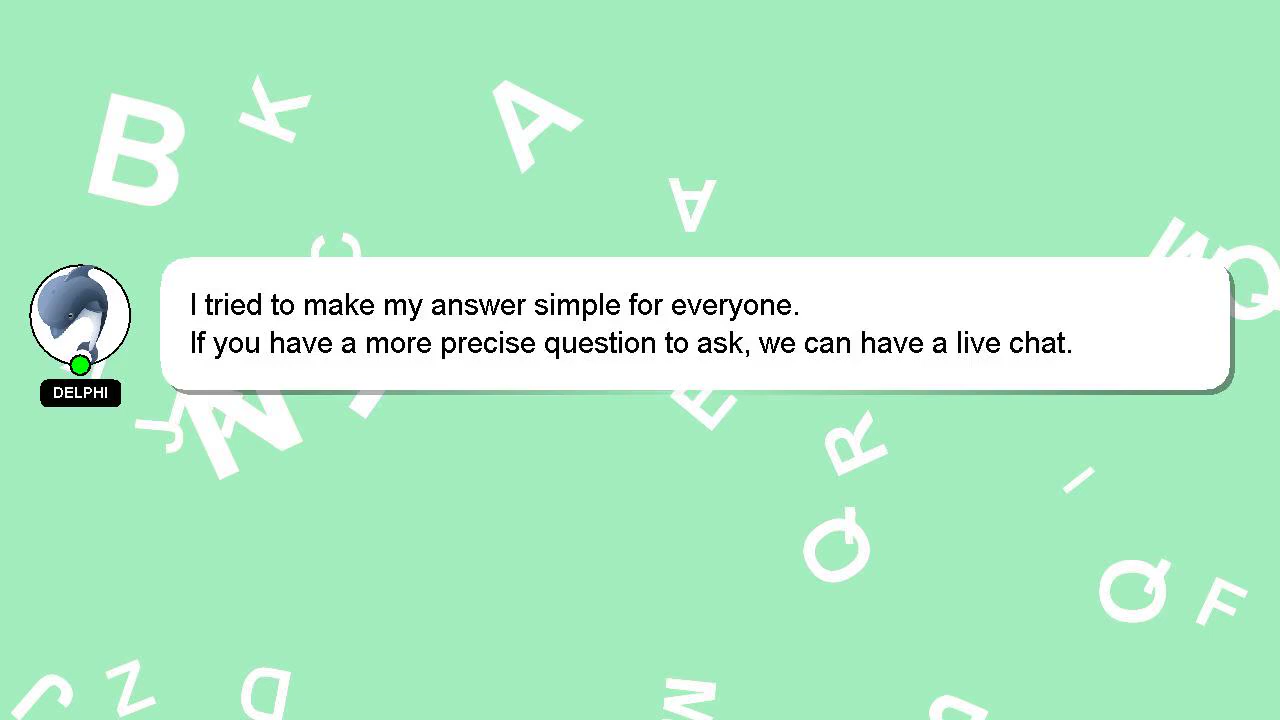 B
K
A
A
C
M
Q
I tried to make my answer simple for everyone.
If you have a more precise question to ask, we can have a live chat.
DELPHI
J
A
N
E
R
I
Q
Q
F
J
Z
D
M